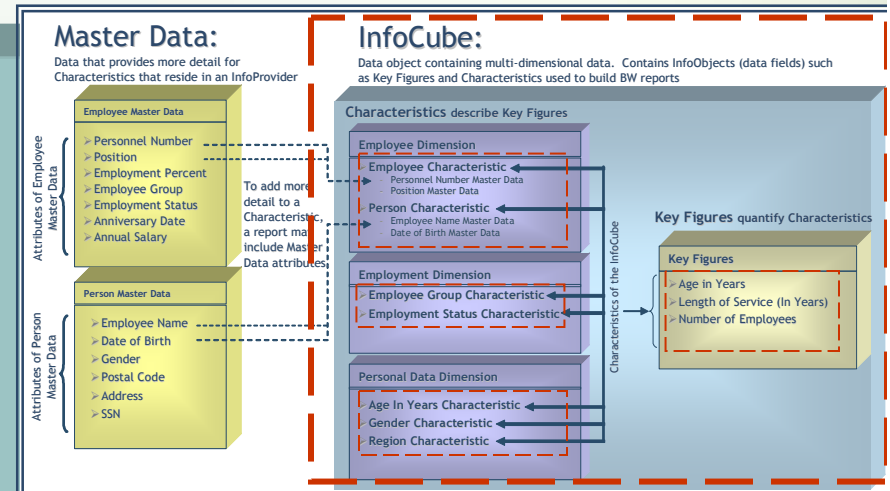 Master Data:
Data that provides more detail for
Characteristics that reside in an InfoProvider
Employee Master Data
Attributes of Employee
Master Data
Personnel Number
Position
Employment Percent
Employee Group
Employment Status
Anniversary Date
Annual Salary
To add more
detail to a
Characteristic,
a report may
include Master
Data attributes
Person Master Data
Attributes of Person
Master Data
Employee Name
Date of Birth
Gender
Postal Code
Address
SSN
InfoCube:
Data object containing multi-dimensional data. Contains InfoObjects (data fields) such
as Key Figures and Characteristics used to build BW reports
Characteristics describe Key Figures
Employee Dimension
Employee Characteristic
- Personnel Number Master Data
- Position Master Data
Person Characteristic
- Employee Name Master Data
- Date of Birth Master Data
Employment Dimension
Employee Group Characteristic
Employment Status Characteristic
Personal Data Dimension
Age In Years Characteristic
Gender Characteristic
Region Characteristic
Characteristics of the InfoCube
Key Figures quantify Characteristics
Key Figures
Age in Years
Length of Service (In Years)
Number of Employees